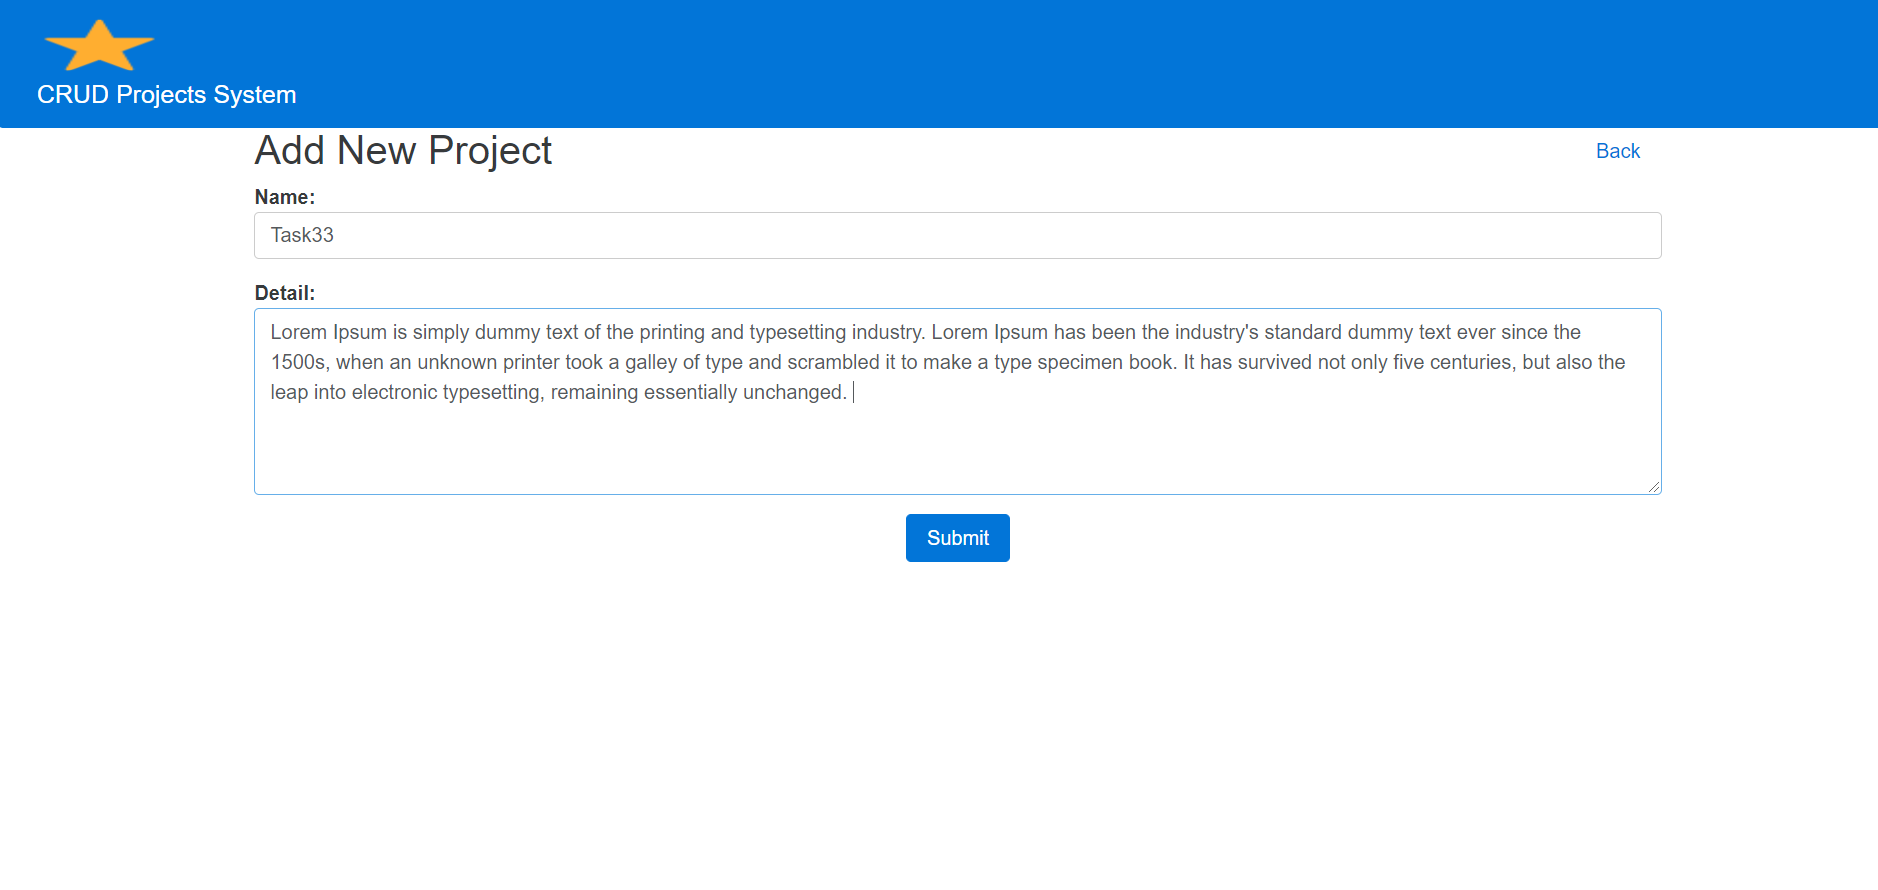 CRUD Projects System
Add New Project
Back
Name:
Task33
Detail:
Lorem Ipsum is simply dummy text of the printing and typesetting industry. Lorem Ipsum has been the industry's standard dummy text ever since the
1500s, when an unknown printer took a galley of type and scrambled it to make a type specimen book. It has survived not only five centuries, but also the
leap into electronic typesetting, remaining essentially unchanged.
Submit